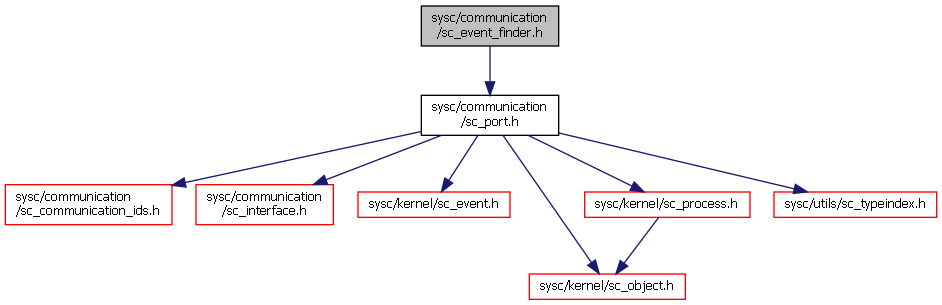 sysc/communication
/sc_event_finder.h
sysc/communication
/sc_port.h
sysc/communication
/sc_communication_ids.h
sysc/communication
/sc_interface.h
sysc/kernel/sc_event.h
sysc/kernel/sc_process.h
sysc/utils/sc_typeindex.h
sysc/kernel/sc_object.h